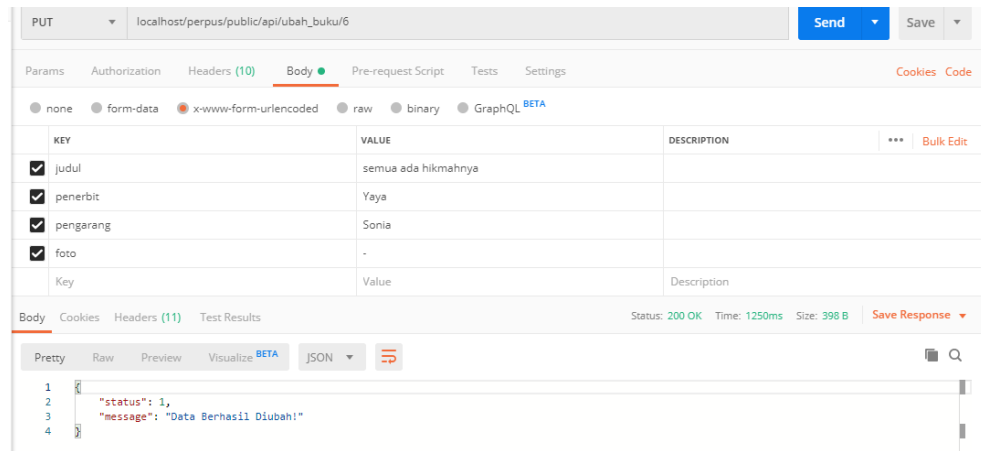 PUT localhost/perpus/public/api/ubah_buku/6 Send Save
Params Authorization Headers (10) Body Pre-request Script Tests Settings Cookies Code
none form-data x-www-form-urlencoded raw binary GraphQL BETA
KEY VALUE DESCRIPTION ••• Bulk Edit
judul semua ada hikmahnya
penerbit Yaya
pengarang Sonia
foto -
Key Value Description
Body Cookies Headers (11) Test Results Status: 200 OK Time: 1250ms Size: 398 B Save Response
Pretty Raw Preview Visualize BETA JSON
1 {
2 "status": 1,
3 "message": "Data Berhasil Diubah!"
4 }